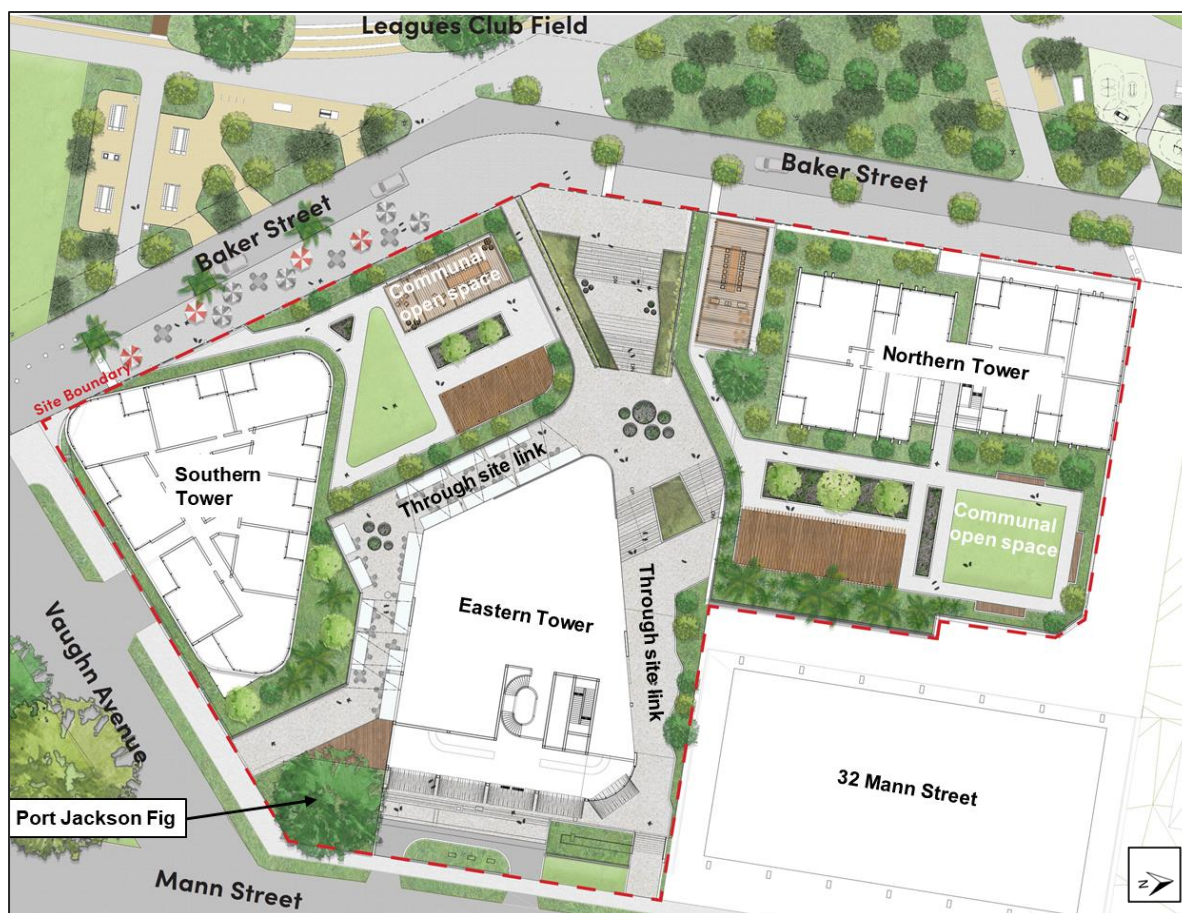 Leagues Club Field
Baker Street
Baker Street
Communal
open space
Northern Tower
Site Boundary
Southern
Tower
Through site link
Communal
open space
Eastern Tower
Through site link
Vaughn Avenue
32 Mann Street
Port Jackson Fig
Mann Street
N